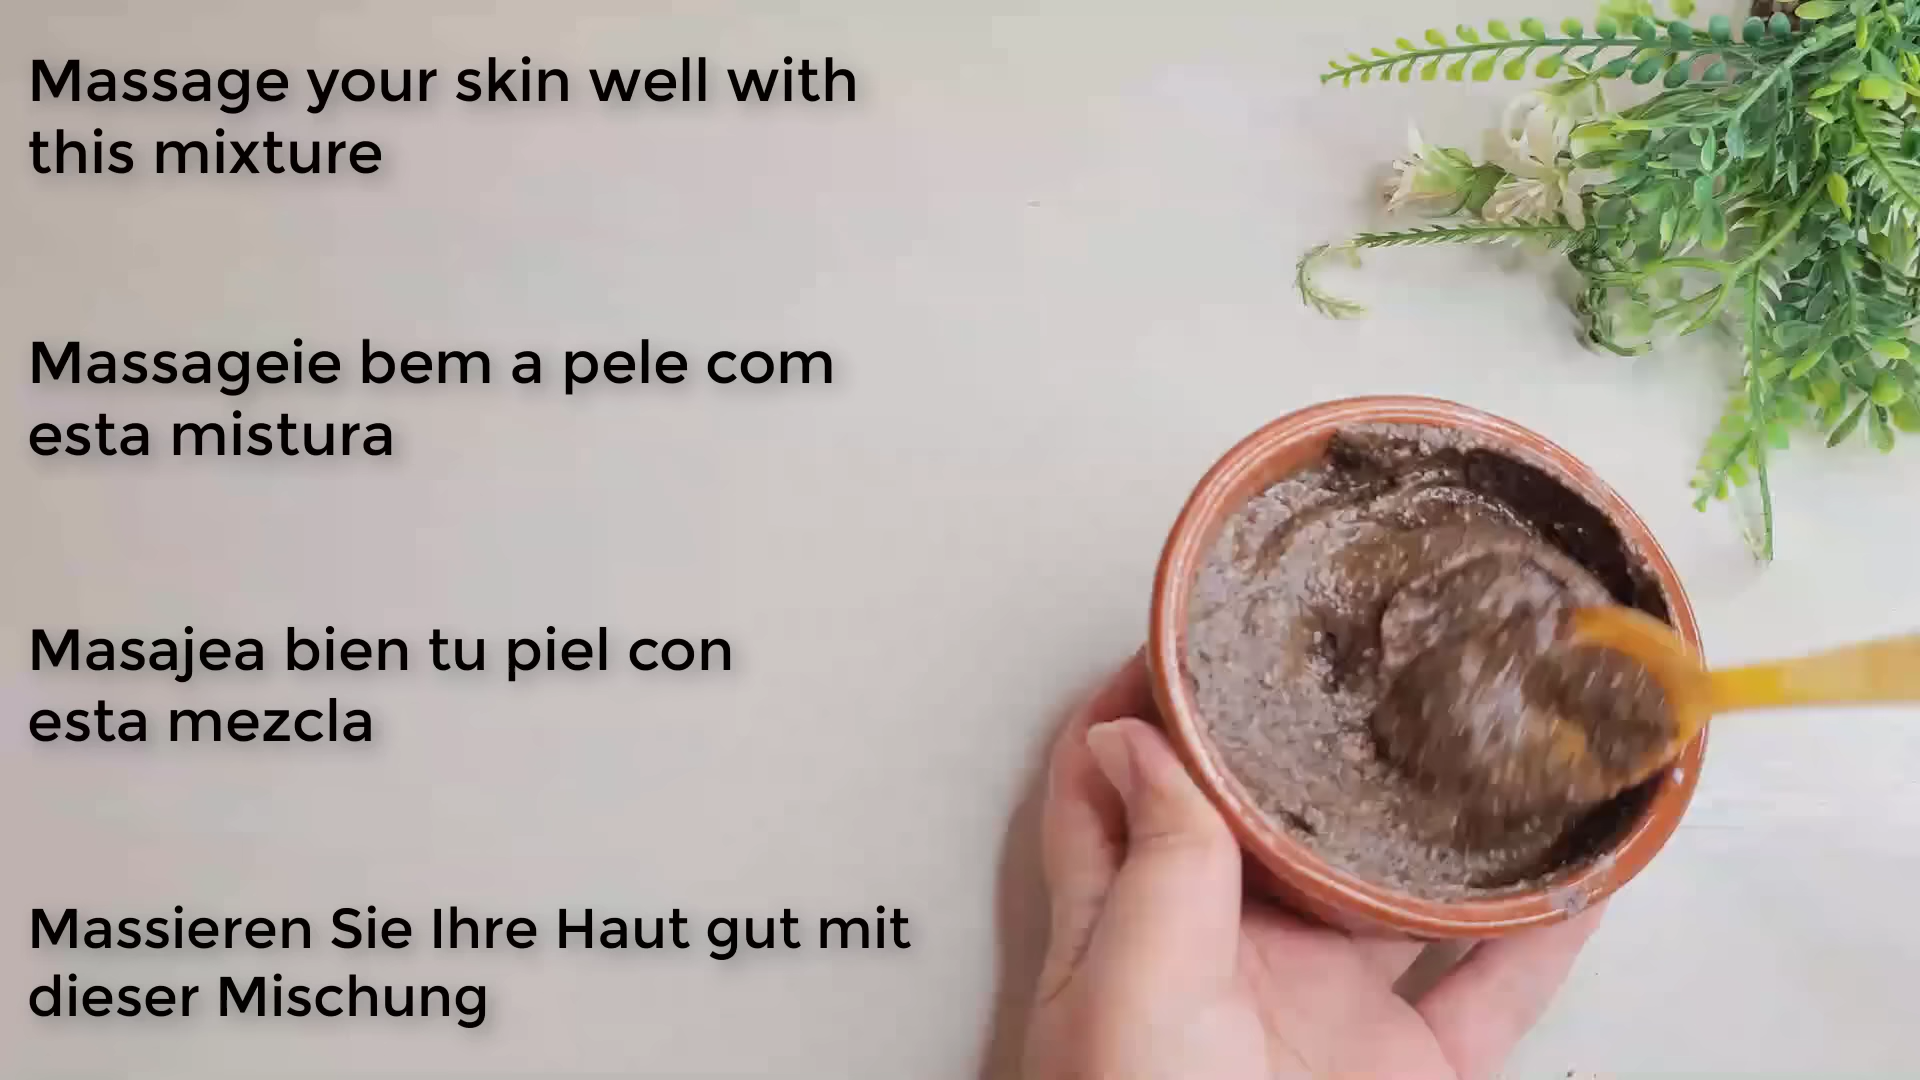 Massage your skin well with
this mixture
Massageie bem a pele com
esta mistura
Masajea bien tu piel con
esta mezcla
Massieren Sie Ihre Haut gut mit
dieser Mischung